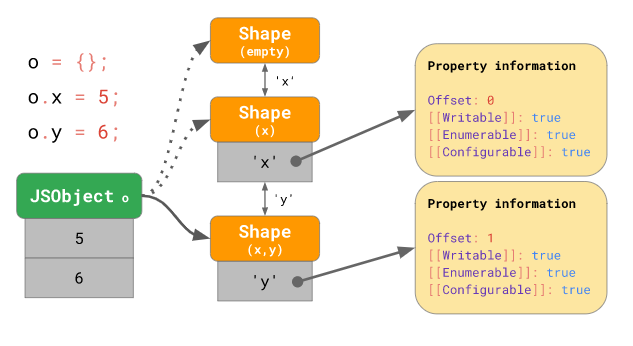 o = {};
o.x = 5;
o.y = 6;
JSObject o
5
6
Shape
(empty)
'x'
Shape
(x)
'x'
'y'
Shape
(x,y)
'y'
Property information
Offset: 0
[[Writable]]: true
[[Enumerable]]: true
[[Configurable]]: true
Property information
Offset: 1
[[Writable]]: true
[[Enumerable]]: true
[[Configurable]]: true